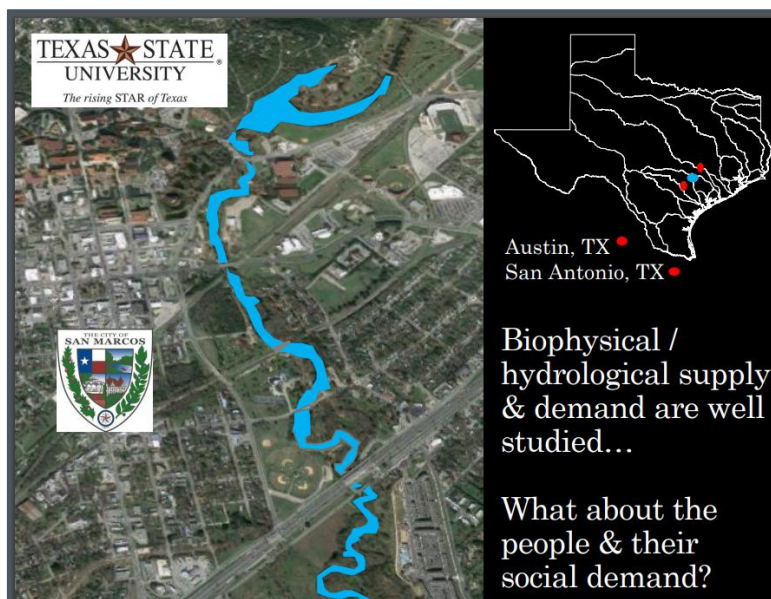 TEXAS STATE
UNIVERSITY®
The rising STAR of Texas
THE CITY OF
SAN MARCOS
Austin, TX
San Antonio, TX
Biophysical /
hydrological supply
& demand are well
studied...
What about the
people & their
social demand?